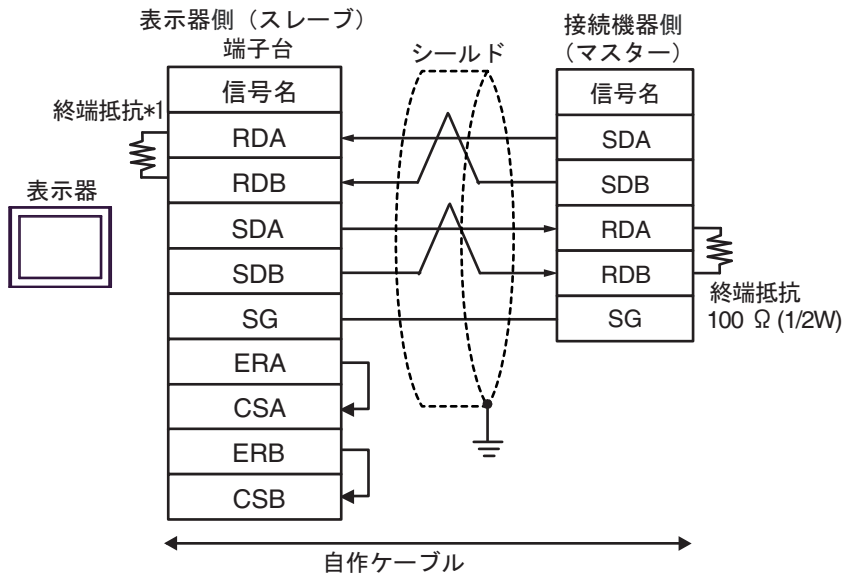 表示器側（スレーブ）
端子台
シールド
接続機器側
（マスター）
終端抵抗*1
表示器
信号名
RDA
RDB
SDA
SDB
SG
ERA
CSA
ERB
CSB
信号名
SDA
SDB
RDA
RDB
SG
終端抵抗
100 Ω (1/2W)
自作ケーブル